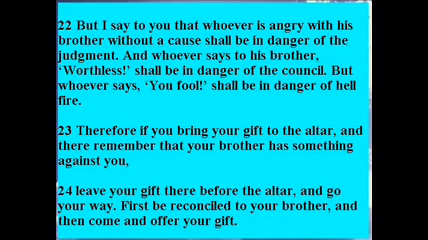 22 But I say to you that whoever is angry with his
brother without a cause shall be in danger of the
judgment. And whoever says to his brother,
‘Worthless!’ shall be in danger of the council. But
whoever says, ‘You fool!’ shall be in danger of hell
fire.
23 Therefore if you bring your gift to the altar, and
there remember that your brother has something
against you,
24 leave your gift there before the altar, and go
your way. First be reconciled to your brother, and
then come and offer your gift.